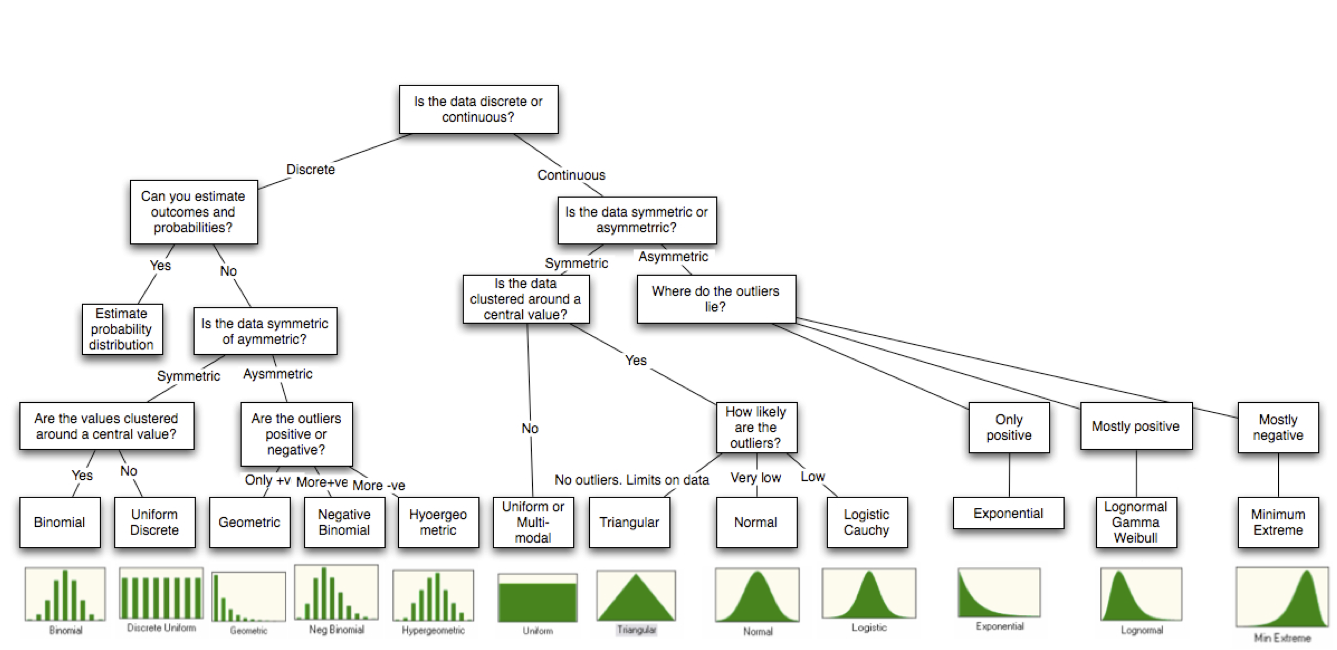 Is the data discrete or
continuous?
Discrete
Continuous
Can you estimate
outcomes and
probabilities?
Is the data symmetric or
asymmetrric?
Yes
No
Symmetric
Asymmetric
Estimate
probability
distribution
Is the data symmetric
of aymmetric?
Is the data
clustered around a
central value?
Where do the outliers
lie?
Symmetric
Aysmmetric
Yes
No
Are the values clustered
around a central value?
Are the outliers
positive or
negative?
How likely
are the
outliers?
Only
positive
Mostly positive
Mostly
negative
Yes
No
Only +v
More+ve
More -ve
No outliers. Limits on data
Very low
Low
Binomial
Uniform
Discrete
Geometric
Negative
Binomial
Hyoergeo
metric
Uniform or
Multi-
modal
Triangular
Normal
Logistic
Cauchy
Exponential
Lognormal
Gamma
Weibull
Minimum
Extreme
Binomial
Discrete Uniform
Geometric
Neg Binomial
Hypergeometric
Uniform
Triangular
Normal
Logistic
Exponential
Lognormal
Min Extreme